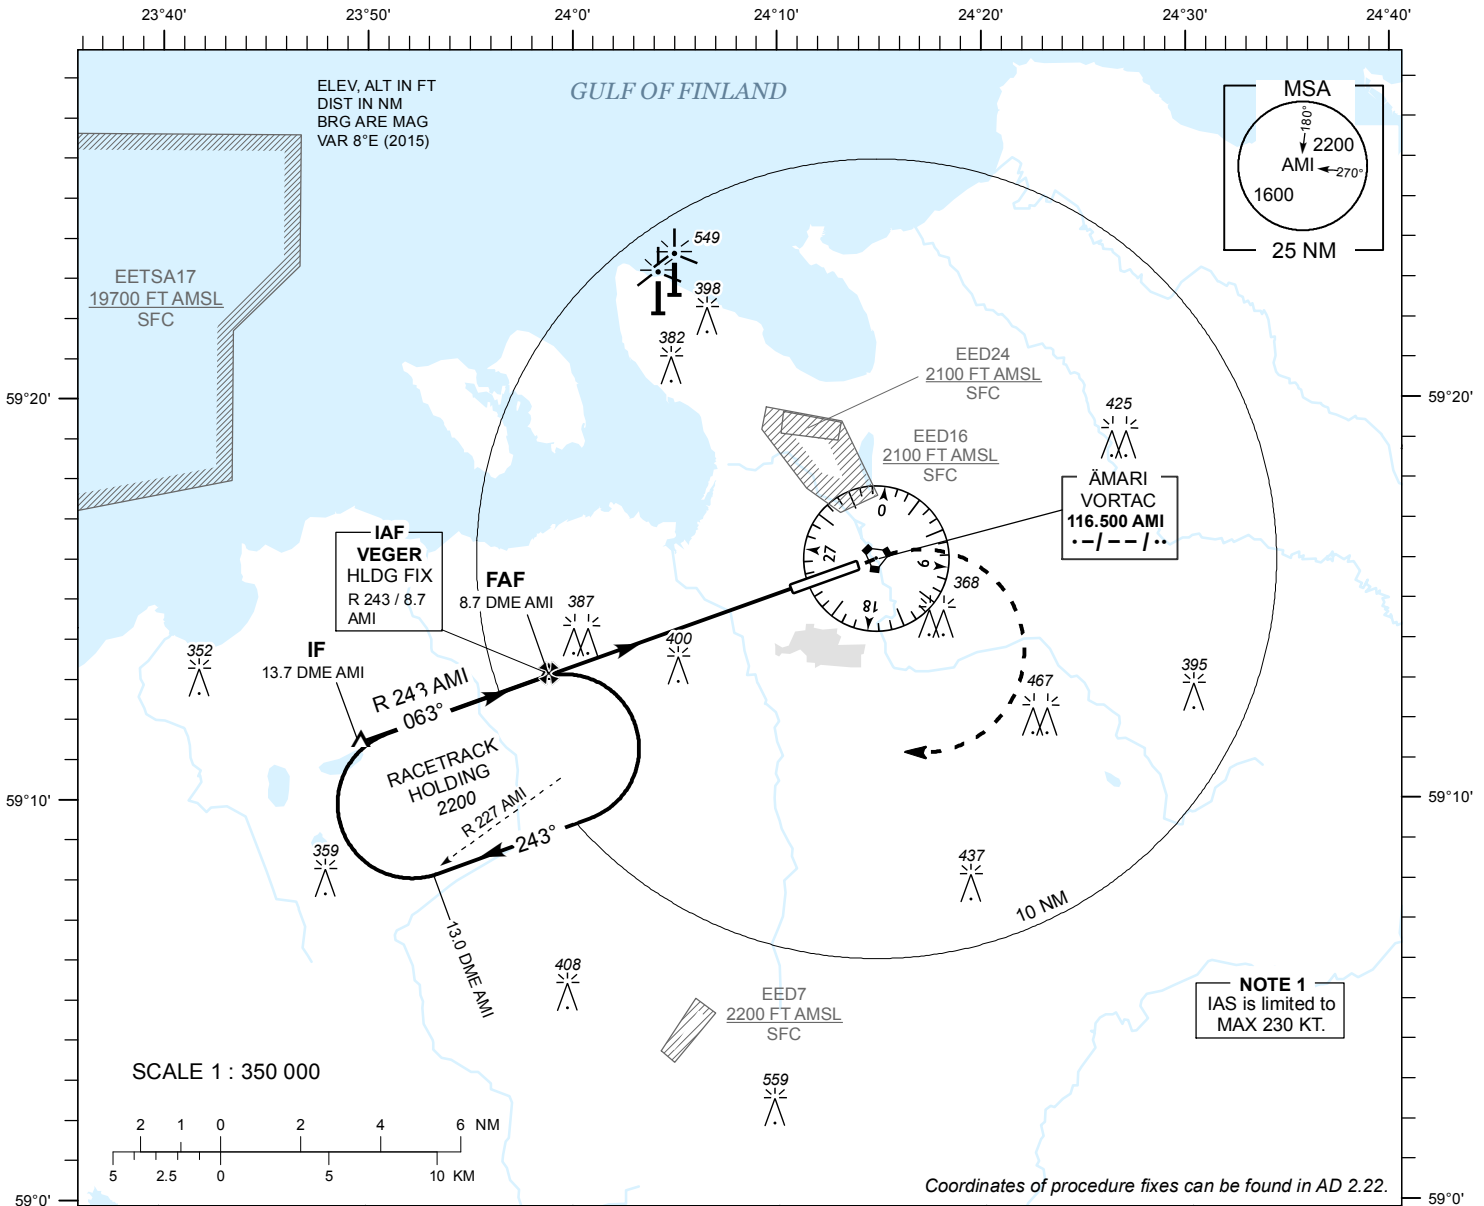 23°40'
23°50'
24°0'
24°10'
24°20'
24°30'
24°40'
ELEV, ALT IN FT
DIST IN NM
BRG ARE MAG
VAR 8°E (2015)
GULF OF FINLAND
MSA
180°
2200
AMI
270°
1600
25 NM
EETSA17
19700 FT AMSL
SFC
549
398
382
EED24
2100 FT AMSL
SFC
59°20'
59°20'
425
EED16
2100 FT AMSL
SFC
ÄMARI
VORTAC
116.500 AMI
IAF
VEGER
HLDG FIX
R 243 / 8.7
AMI
FAF
8.7 DME AMI
0
27
9
18
387
368
400
352
IF
13.7 DME AMI
R 243 AMI
063°
395
467
RACETRACK
HOLDING
2200
R 227 AMI
243°
59°10'
59°10'
359
437
10 NM
13.0 DME AMI
408
EED7
2200 FT AMSL
SFC
NOTE 1
IAS is limited to
MAX 230 KT.
SCALE 1 : 350 000
559
2 1 0 2 4 6 NM
5 2.5 0 5 10 KM
Coordinates of procedure fixes can be found in AD 2.22.
59°0'
59°0'